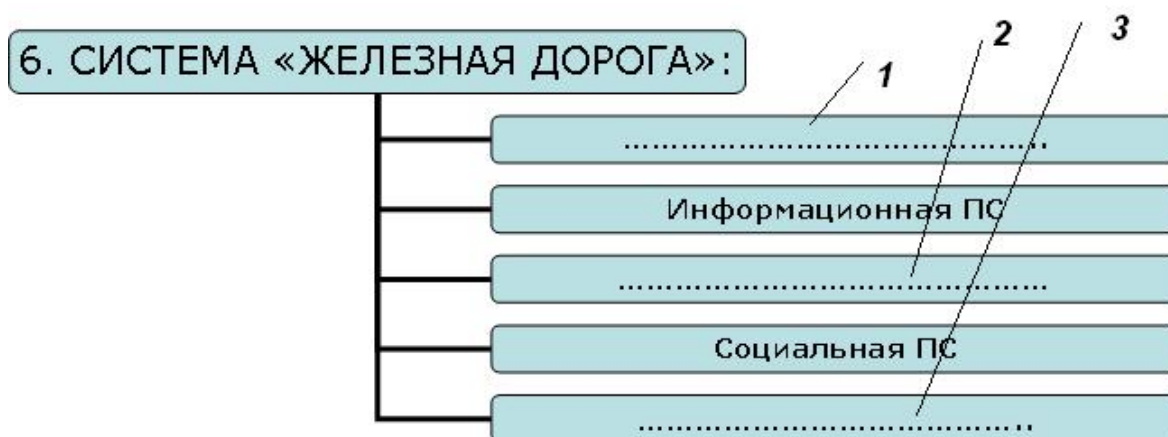 6. СИСТЕМА «ЖЕЛЕЗНАЯ ДОРОГА»:
1
2
3
…………………………………..
Информационная ПС
……………………………………
Социальная ПС
………………………………..